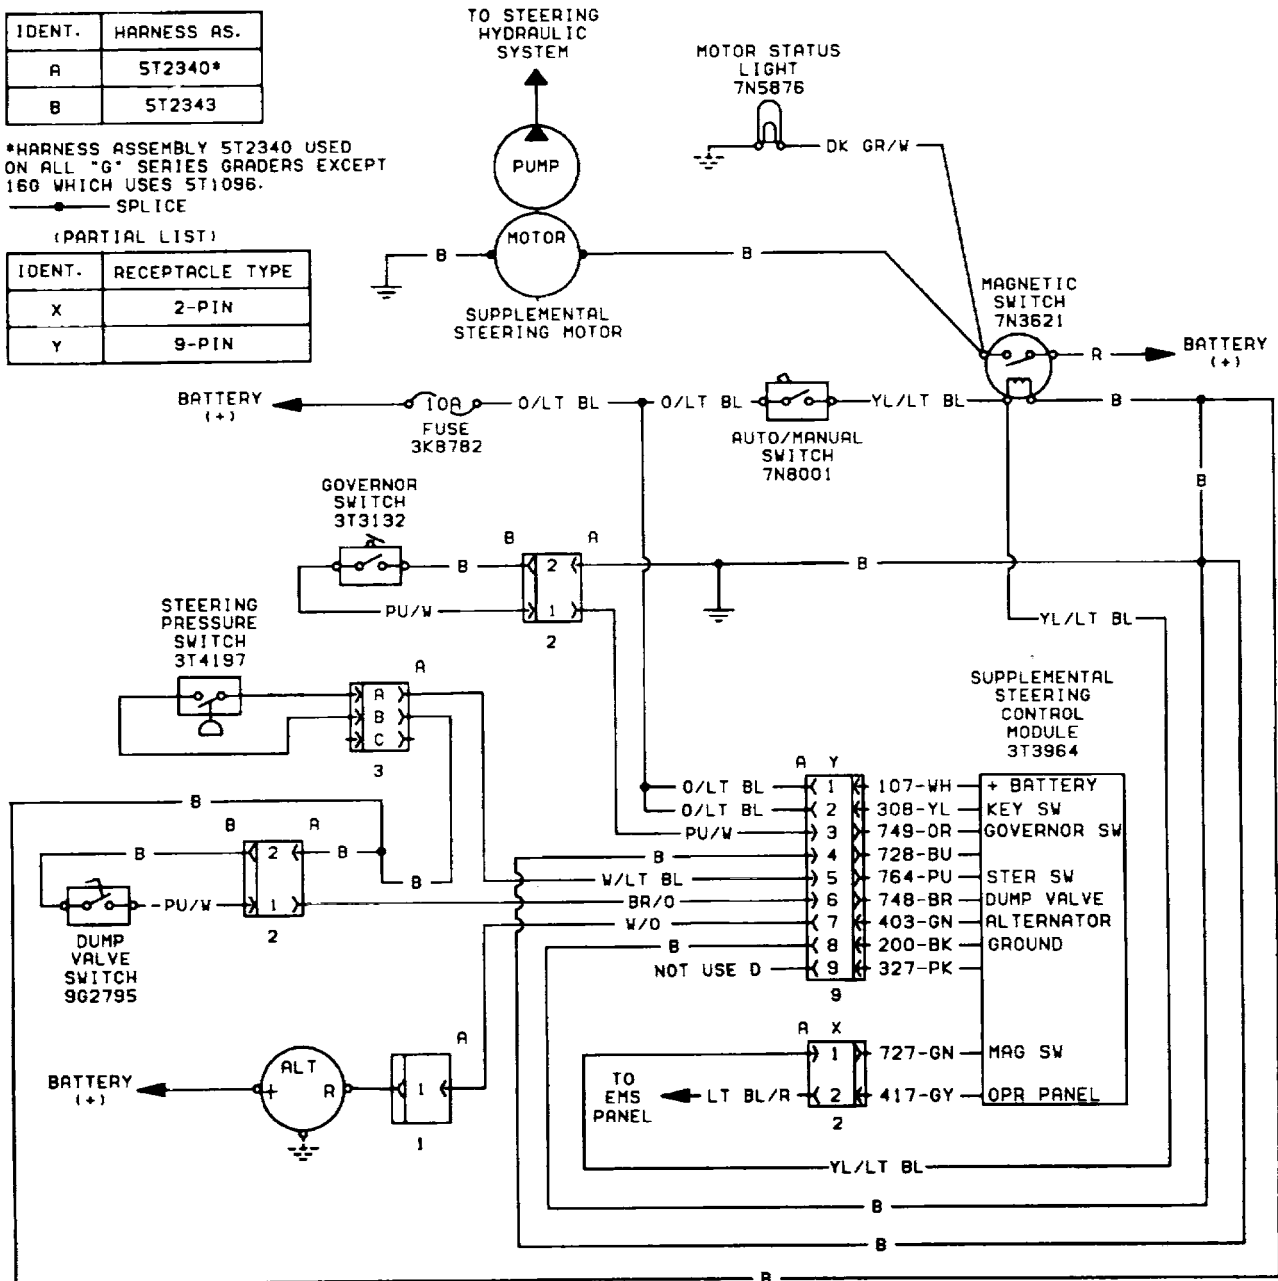 IDENT. HARNESS AS.
A 5T2340*
B 5T2343
*HARNESS ASSEMBLY 5T2340 USED
ON ALL "G" SERIES GRADERS EXCEPT
16G WHICH USES 5T1096.
SPLICE
(PARTIAL LIST)
IDENT. RECEPTACLE TYPE
X 2-PIN
Y 9-PIN
TO STEERING
HYDRAULIC
SYSTEM
PUMP
MOTOR
B
B
SUPPLEMENTAL
STEERING MOTOR
MOTOR STATUS
LIGHT
7N5876
DK GR/W
MAGNETIC
SWITCH
7N3621
R
BATTERY
(+)
BATTERY
(+)
10A
FUSE
3K8782
O/LT BL
O/LT BL
AUTO/MANUAL
SWITCH
7N8001
YL/LT BL
B
B
GOVERNOR
SWITCH
3T3132
B
PU/W
B A
2
1
2
B
YL/LT BL
STEERING
PRESSURE
SWITCH
3T4197
A
A
B
C
3
SUPPLEMENTAL
STEERING
CONTROL
MODULE
3T3964
A Y
O/LT BL 1 107-WH + BATTERY
O/LT BL 2 308-YL KEY SW
PU/W 3 749-OR GOVERNOR SW
B 4 728-BU
W/LT BL 5 764-PU STER SW
BR/O 6 748-BR DUMP VALVE
W/O 7 403-GN ALTERNATOR
B 8 200-BK GROUND
NOT USE D 9 327-PK
9
B
B A
B 2 B
B
PU/W 1
2
DUMP
VALVE
SWITCH
9G2795
A X
1 727-GN MAG SW
TO
EMS
PANEL
LT BL/R 2 417-GY OPR PANEL
2
BATTERY
(+)
ALT
+ R
A
1
1
YL/LT BL
B
B
B